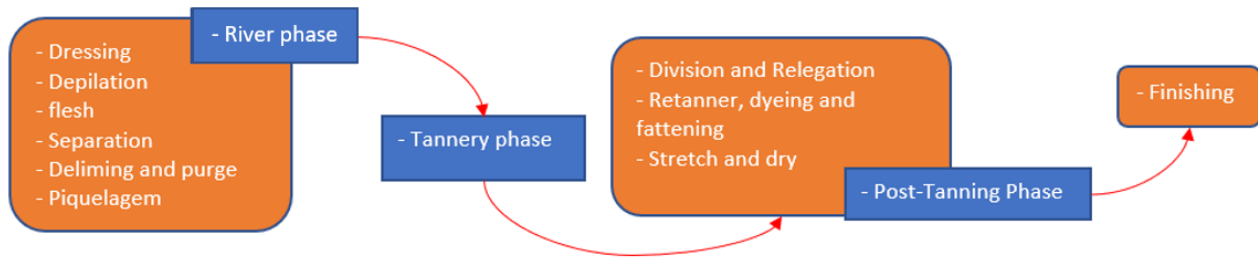 - River phase
- Dressing
- Depilation
- flesh
- Separation
- Deliming and purge
- Piquelagem
- Tannery phase
- Division and Relegation
- Retanner, dyeing and
fattening
- Stretch and dry
- Post-Tanning Phase
- Finishing